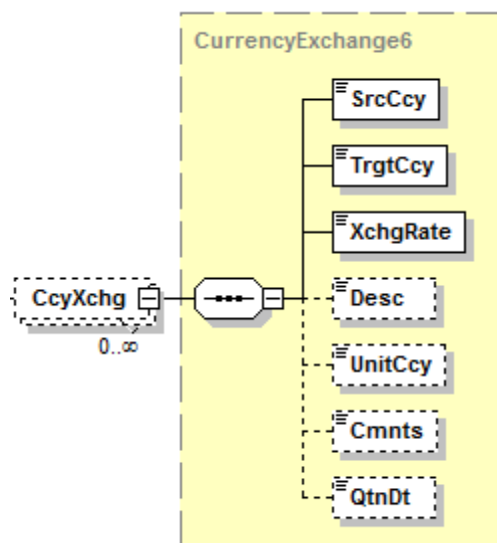 CurrencyExchange6
SrcCcy
TrgtCcy
XchgRate
CcyXchg
0..∞
Desc
UnitCcy
Cmnts
QtnDt